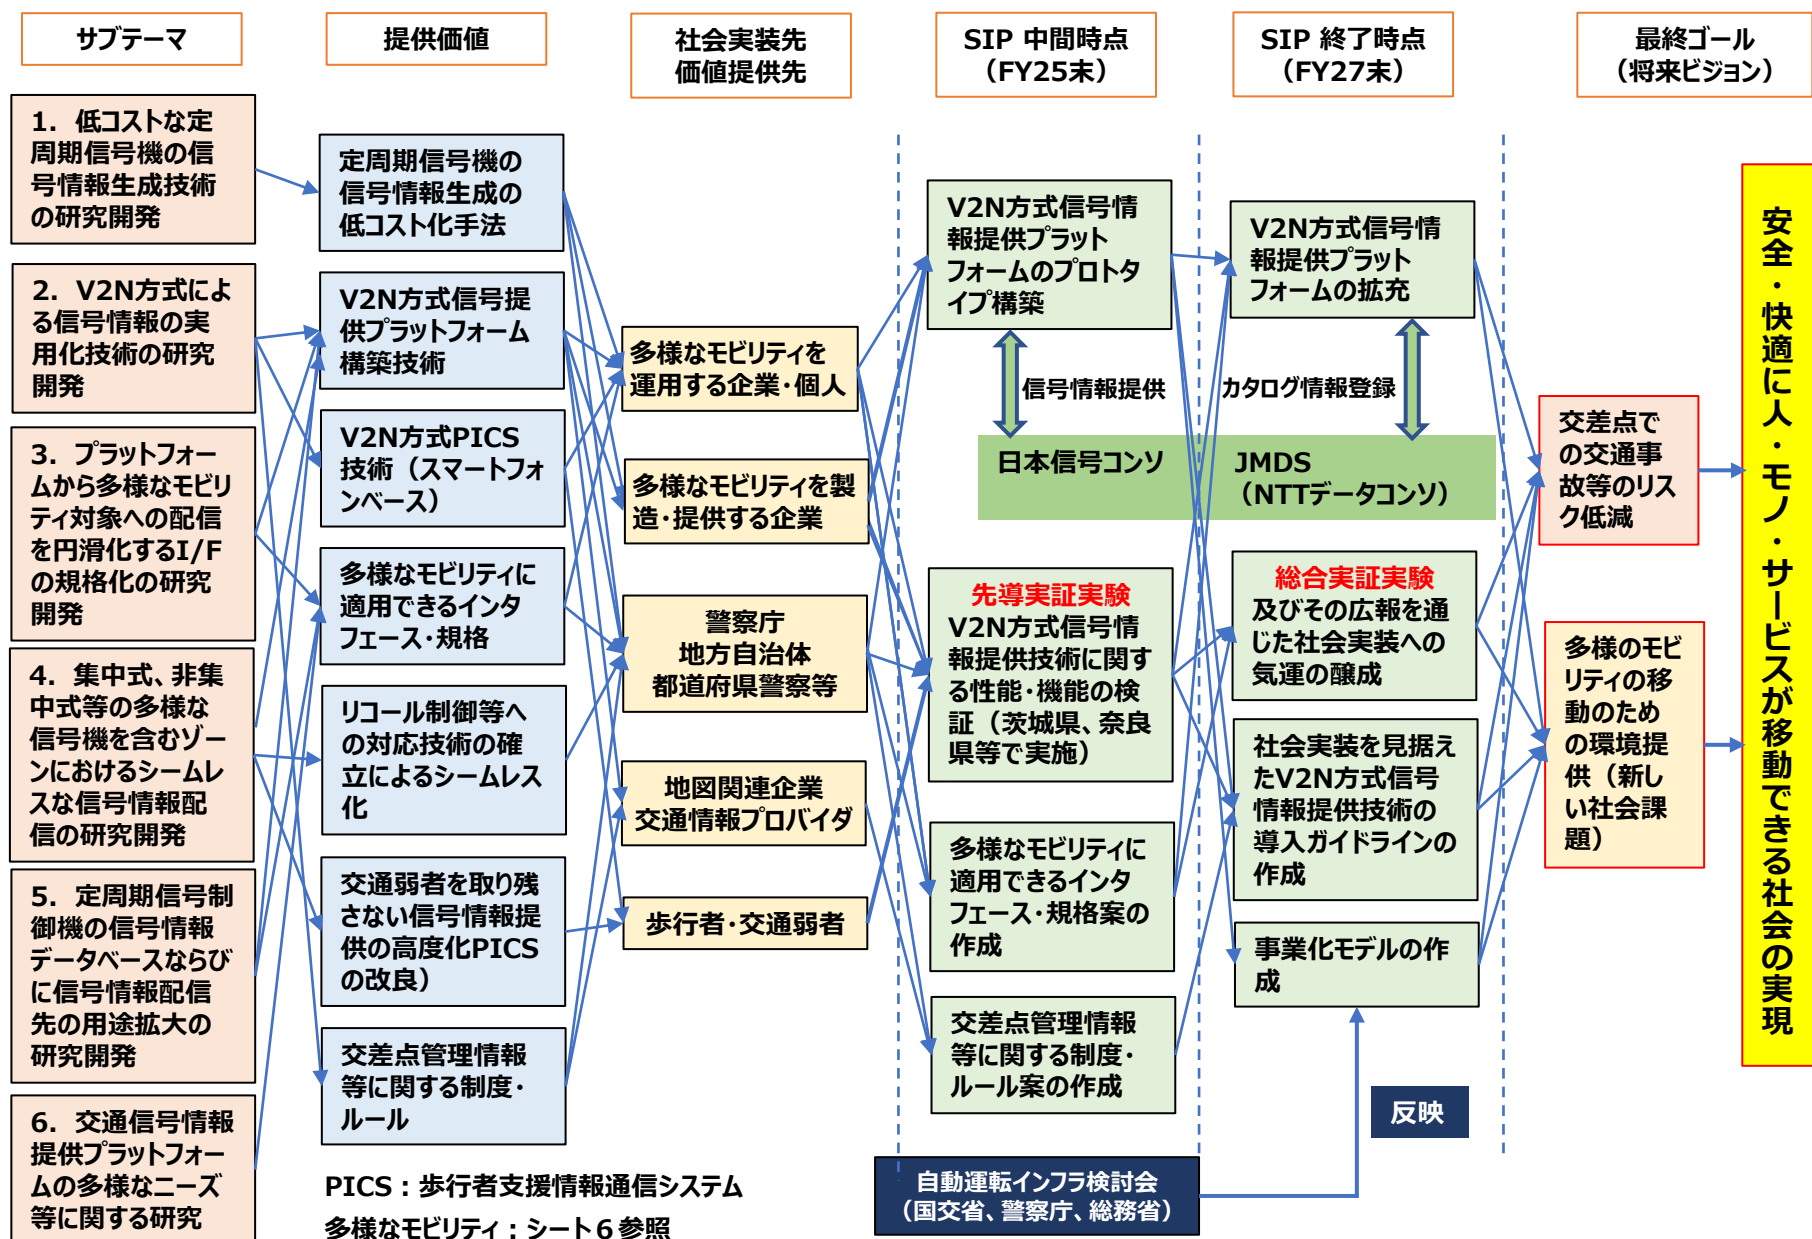 サブテーマ
提供価値
社会実装先
価値提供先
SIP 中間時点
（FY25末）
SIP 終了時点
（FY27末）
最終ゴール
（将来ビジョン）
1. 低コストな定
周期信号機の信
号情報生成技術
の研究開発
2. V2N方式によ
る信号情報の実
用化技術の研究
開発
3. プラットフォー
ムから多様なモビリ
ティ対象への配信
を円滑化するI/F
の規格化の研究
開発
4. 集中式、非集
中式等の多様な
信号機を含むゾー
ンにおけるシームレ
スな信号情報配
信の研究開発
5. 定周期信号制
御機の信号情報
データベースならび
に信号情報配信
先の用途拡大の
研究開発
6. 交通信号情報
提供プラットフォー
ムの多様なニーズ
等に関する研究
定周期信号機の
信号情報生成の
低コスト化手法
V2N方式信号提
供プラットフォーム
構築技術
V2N方式PICS
技術（スマートフォ
ンベース）
多様なモビリティに
適用できるインタ
フェース・規格
リコール制御等へ
の対応技術の確
立によるシームレス
化
交通弱者を取り残
さない信号情報提
供の高度化PICS
の改良）
交差点管理情報
等に関する制度・
ルール
PICS：歩行者支援情報通信システム
多様なモビリティ：シート６参照
多様なモビリティを
運用する企業・個人
多様なモビリティを製
造・提供する企業
警察庁
地方自治体
都道府県警察等
地図関連企業
交通情報プロバイダ
歩行者・交通弱者
V2N方式信号情
報提供プラット
フォームのプロトタ
イプ構築
信号情報提供
日本信号コンソ
先導実証実験
V2N方式信号情
報提供技術に関す
る性能・機能の検
証（茨城県、奈良
県等で実施）
多様なモビリティに
適用できるインタ
フェース・規格案の
作成
交差点管理情報
等に関する制度・
ルール案の作成
自動運転インフラ検討会
（国交省、警察庁、総務省）
V2N方式信号情
報提供プラット
フォームの拡充
カタログ情報登録
JMDS
（NTTデータコンソ）
総合実証実験
及びその広報を通
じた社会実装への
気運の醸成
社会実装を見据え
たV2N方式信号
情報提供技術の
導入ガイドラインの
作成
事業化モデルの作
成
反映
交差点で
の交通事
故等のリス
ク低減
多様のモビ
リティの移
動のため
の環境提
供（新し
い社会課
題）
安全・快適に人・モノ・サービスが移動できる社会の実現